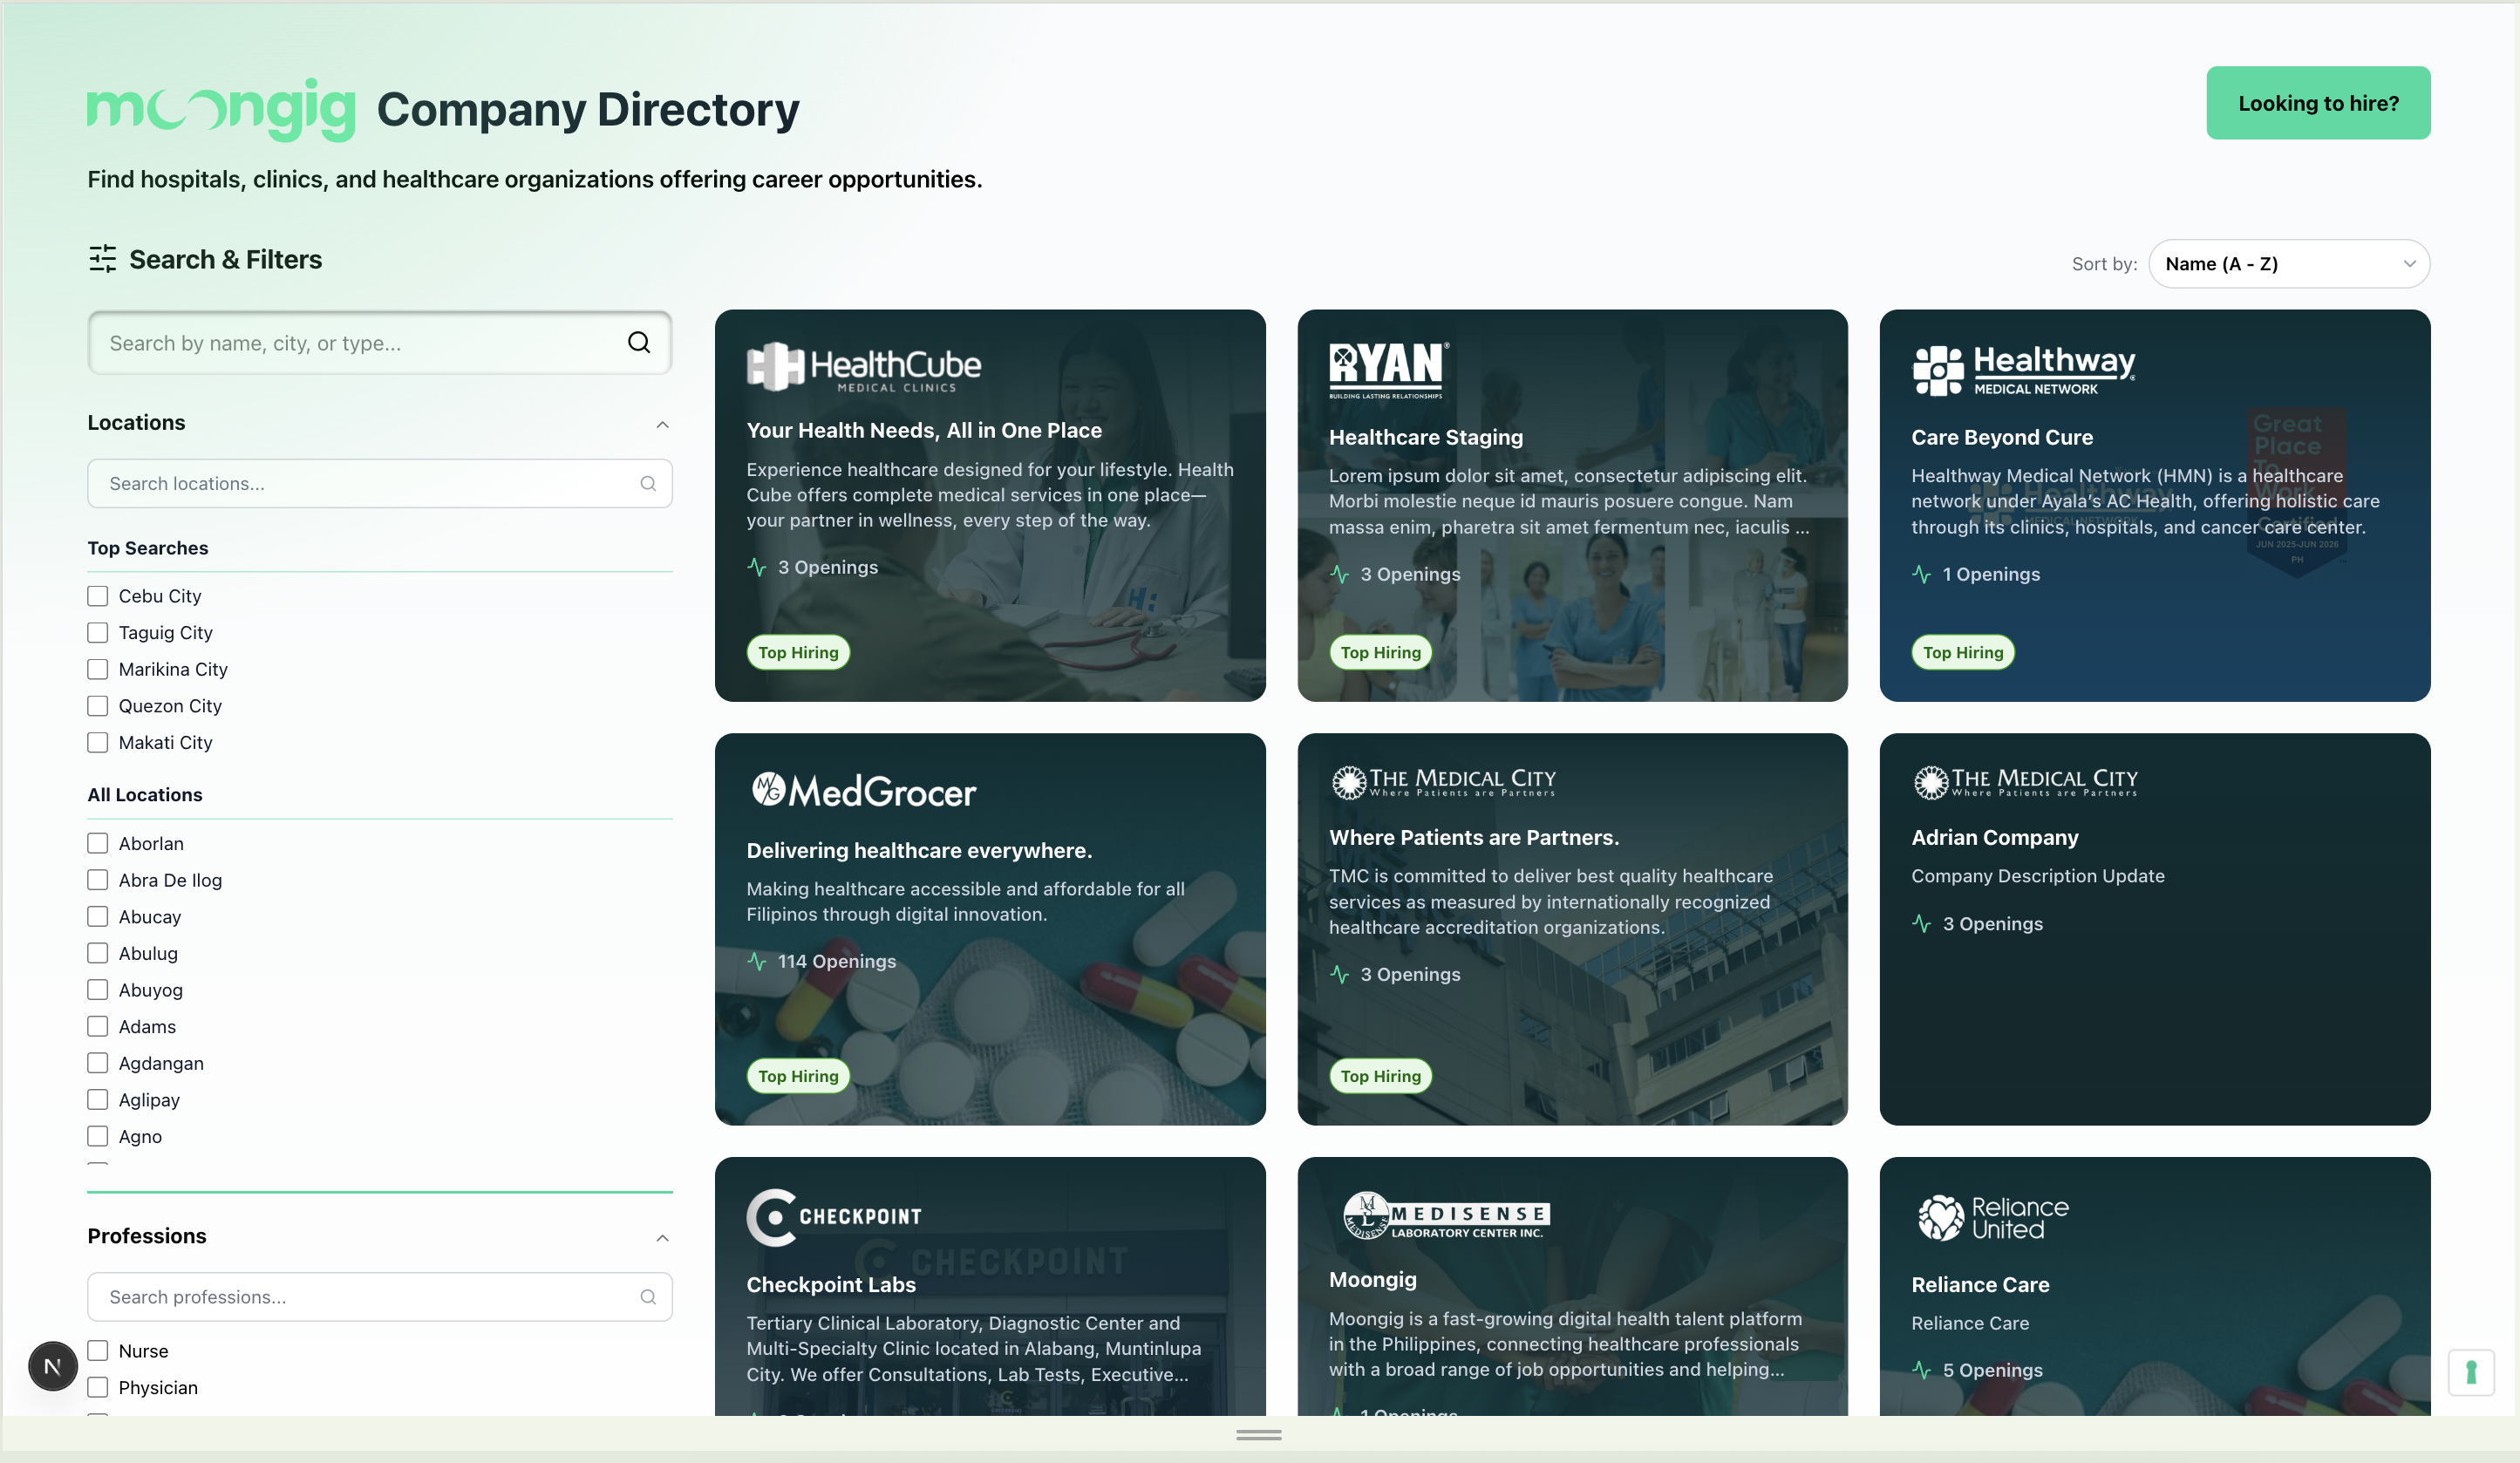 moongig Company Directory
Looking to hire?
Find hospitals, clinics, and healthcare organizations offering career opportunities.
Search & Filters
Sort by:
Name (A - Z)
Search by name, city, or type...
Locations
Search locations...
Top Searches
Cebu City
Taguig City
Marikina City
Quezon City
Makati City
All Locations
Aborlan
Abra De Ilog
Abucay
Abulug
Abuyog
Adams
Agdangan
Aglipay
Agno
Professions
Search professions...
Nurse
Physician
N
HealthCube
MEDICAL CLINICS
Your Health Needs, All in One Place
Experience healthcare designed for your lifestyle. Health
Cube offers complete medical services in one place—
your partner in wellness, every step of the way.
3 Openings
Top Hiring
RYAN®
BUILDING LASTING RELATIONSHIPS
Healthcare Staging
Lorem ipsum dolor sit amet, consectetur adipiscing elit.
Morbi molestie neque id mauris posuere congue. Nam
massa enim, pharetra sit amet fermentum nec, iaculis ...
3 Openings
Top Hiring
Healthway
MEDICAL NETWORK
Care Beyond Cure
Healthway Medical Network (HMN) is a healthcare
network under Ayala’s AC Health, offering holistic care
through its clinics, hospitals, and cancer care center.
1 Openings
Top Hiring
Great
Place
To
Work
Certified
JUN 2025-JUN 2026
PH
Healthway
MEDICAL NETWORK
MG MedGrocer
Delivering healthcare everywhere.
Making healthcare accessible and affordable for all
Filipinos through digital innovation.
114 Openings
Top Hiring
THE MEDICAL CITY
Where Patients are Partners
Where Patients are Partners.
TMC is committed to deliver best quality healthcare
services as measured by internationally recognized
healthcare accreditation organizations.
3 Openings
Top Hiring
THE MEDICAL CITY
Where Patients are Partners
Adrian Company
Company Description Update
3 Openings
CHECKPOINT
CHECKPOINT
Checkpoint Labs
Tertiary Clinical Laboratory, Diagnostic Center and
Multi-Specialty Clinic located in Alabang, Muntinlupa
City. We offer Consultations, Lab Tests, Executive...
MEDISENSE
LABORATORY CENTER INC.
Moongig
Moongig is a fast-growing digital health talent platform
in the Philippines, connecting healthcare professionals
with a broad range of job opportunities and helping...
1 Openings
Reliance
United
Reliance Care
Reliance Care
5 Openings